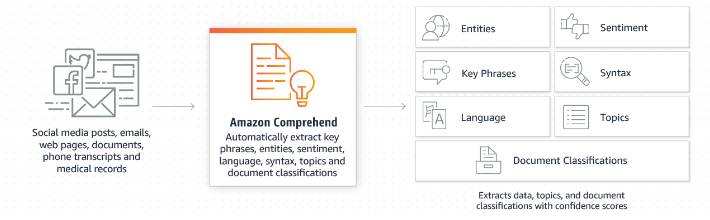 Social media posts, emails,
web pages, documents,
phone transcripts and
medical records
Amazon Comprehend
Automatically extract key
phrases, entities, sentiment,
language, syntax, topics and
document classifications
Entities
Sentiment
Key Phrases
Syntax
Language
Topics
Document Classifications
Extracts data, topics, and document
classifications with confidence scores